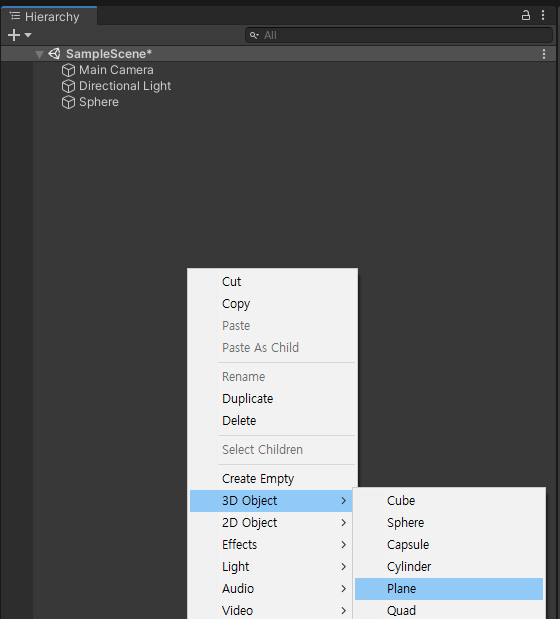 Hierarchy
All
SampleScene*
Main Camera
Directional Light
Sphere
Cut
Copy
Paste
Paste As Child
Rename
Duplicate
Delete
Select Children
Create Empty
3D Object
2D Object
Effects
Light
Audio
Video
Cube
Sphere
Capsule
Cylinder
Plane
Quad